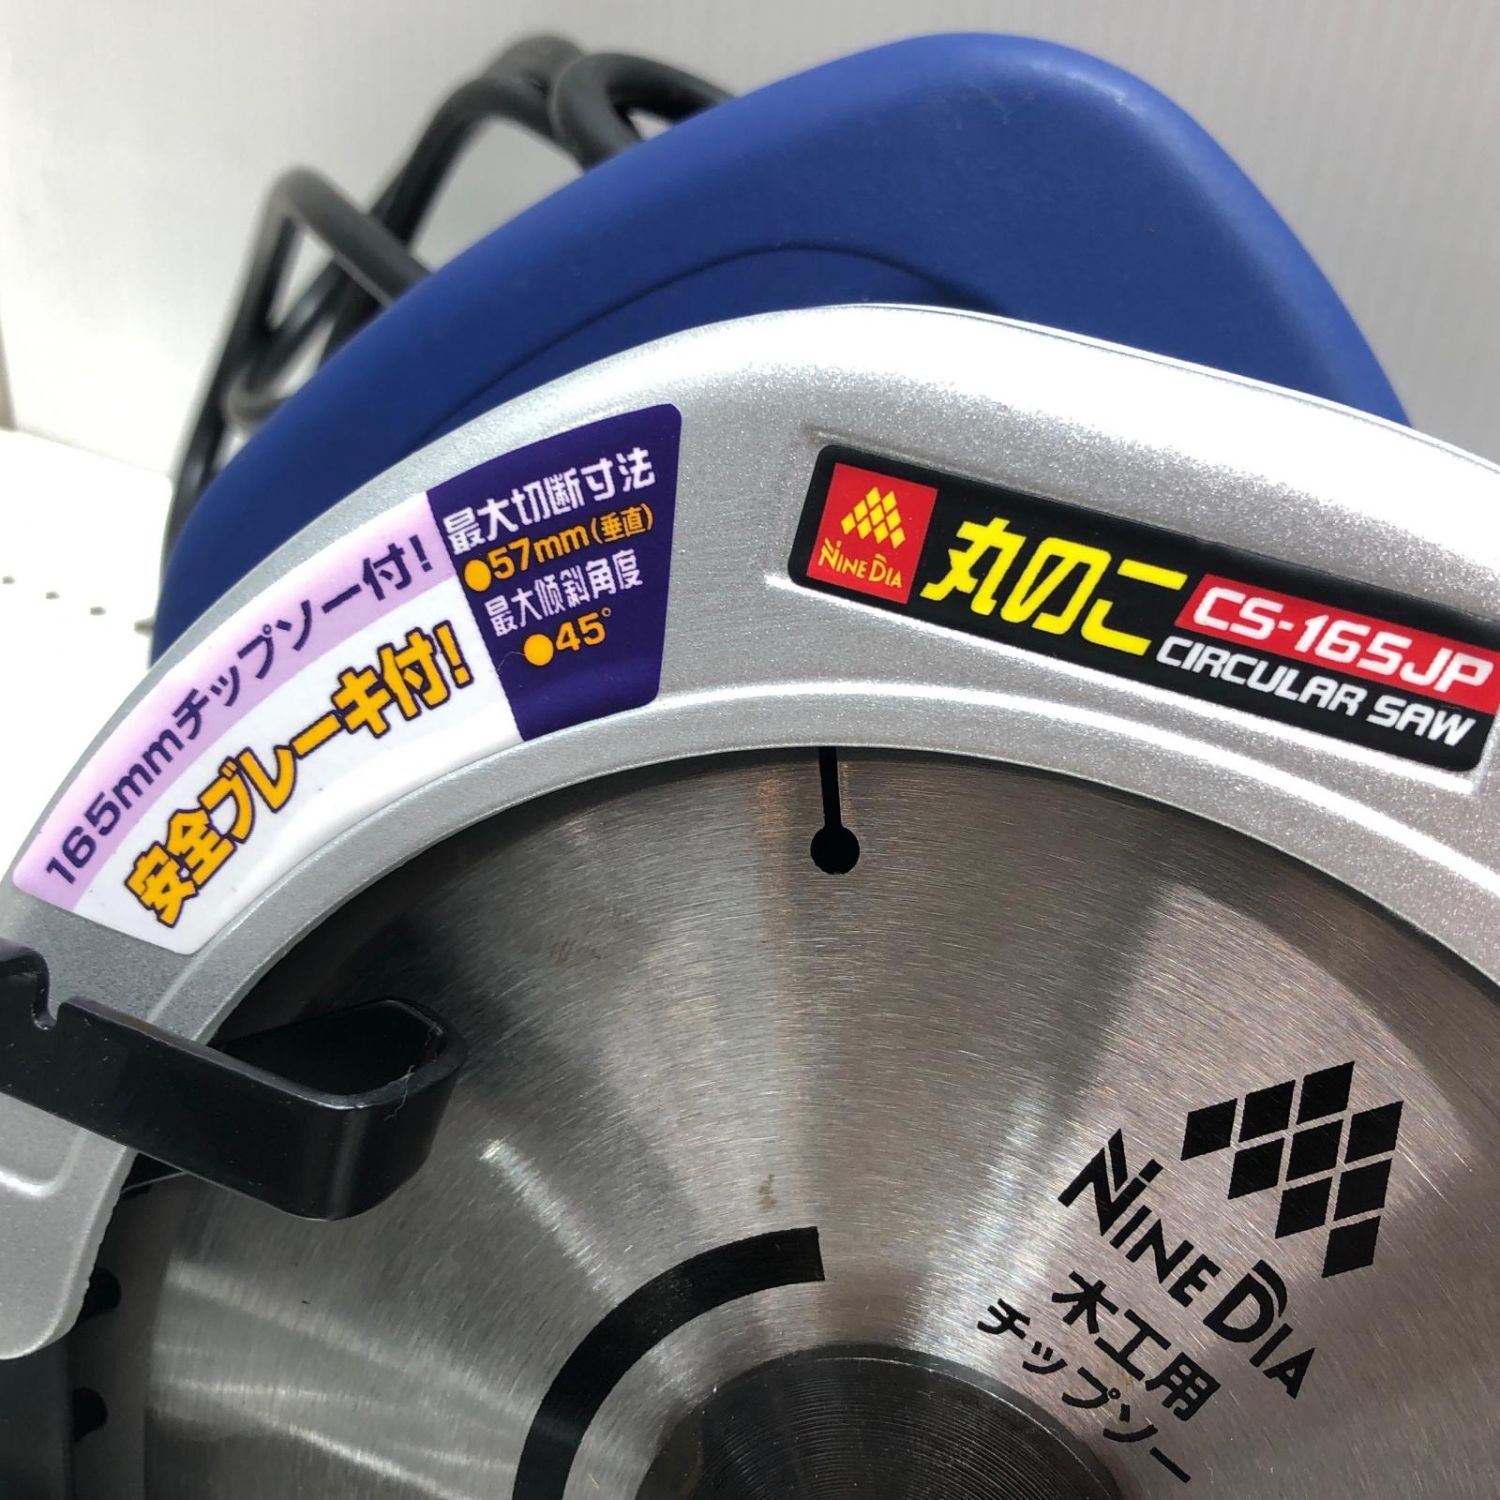 165mmチップソー付!
安全ブレーキ付!
最大切断寸法
●57mm(垂直)
最大傾斜角度
●45°
NINE DIA
丸のこ
CS-165JP
CIRCULAR SAW
NINE DIA
木工用
チップソー